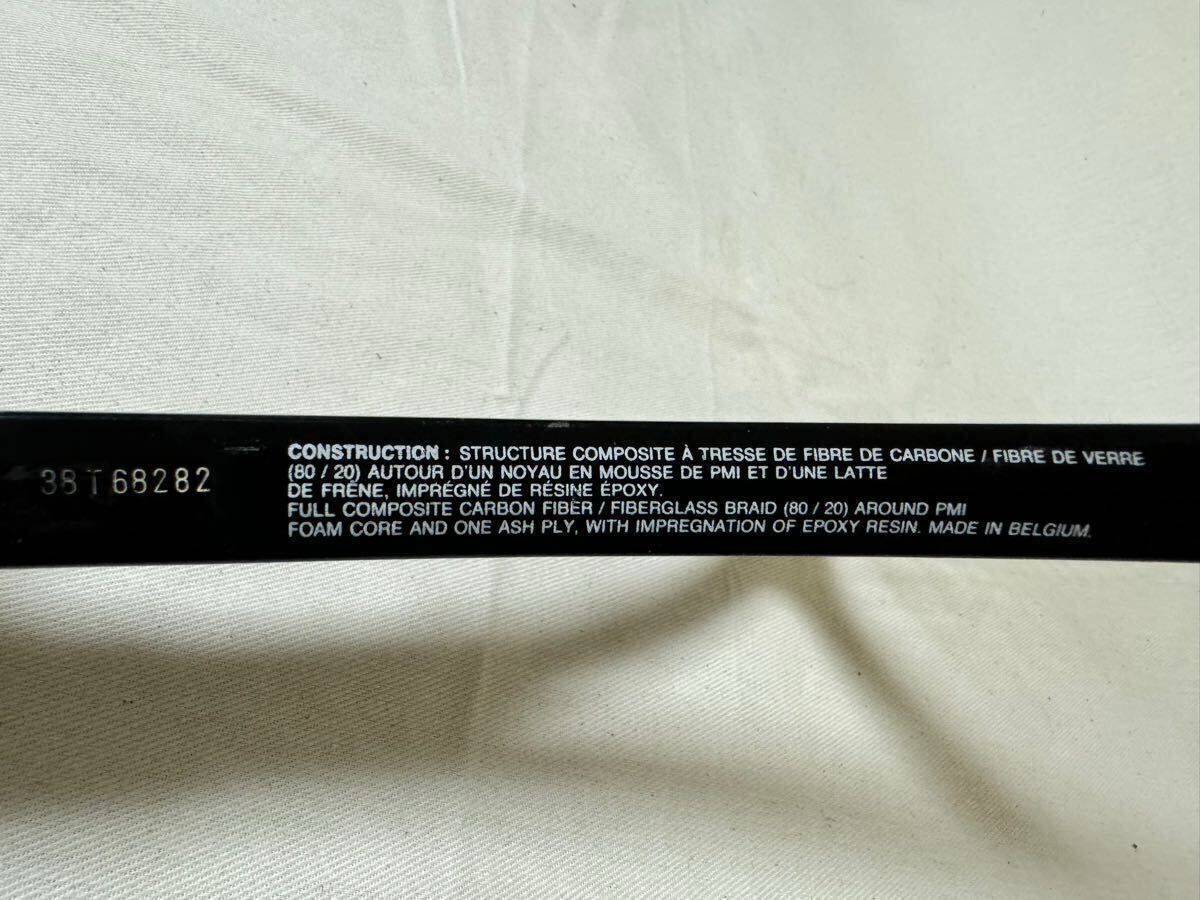 38T68282
CONSTRUCTION : STRUCTURE COMPOSITE À TRESSE DE FIBRE DE CARBONE / FIBRE DE VERRE
(80 / 20) AUTOUR D'UN NOYAU EN MOUSSE DE PMI ET D'UNE LATTE
DE FRÊNE, IMPRÉGNÉ DE RÉSINE ÉPOXY.
FULL COMPOSITE CARBON FIBER / FIBERGLASS BRAID (80 / 20) AROUND PMI
FOAM CORE AND ONE ASH PLY, WITH IMPREGNATION OF EPOXY RESIN. MADE IN BELGIUM.